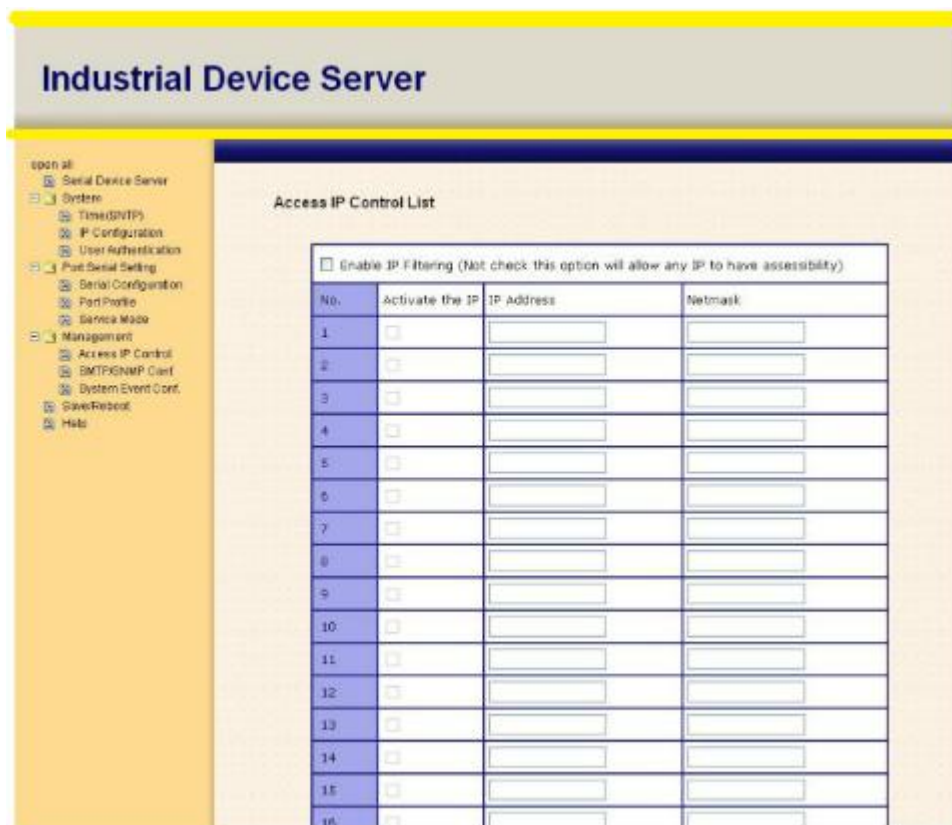 Industrial Device Server
open all
Serial Device Server
System
Time(SNTP)
IP Configuration
User Authentication
Port Serial Setting
Serial Configuration
Port Profile
Service Mode
Management
Access IP Control
SMTP/SNMP Conf
System Event Conf.
Save/Reboot
Help
Access IP Control List
Enable IP Filtering (Not check this option will allow any IP to have assessibility)
No. Activate the IP IP Address Netmask
1
2
3
4
5
6
7
8
9
10
11
12
13
14
15
16